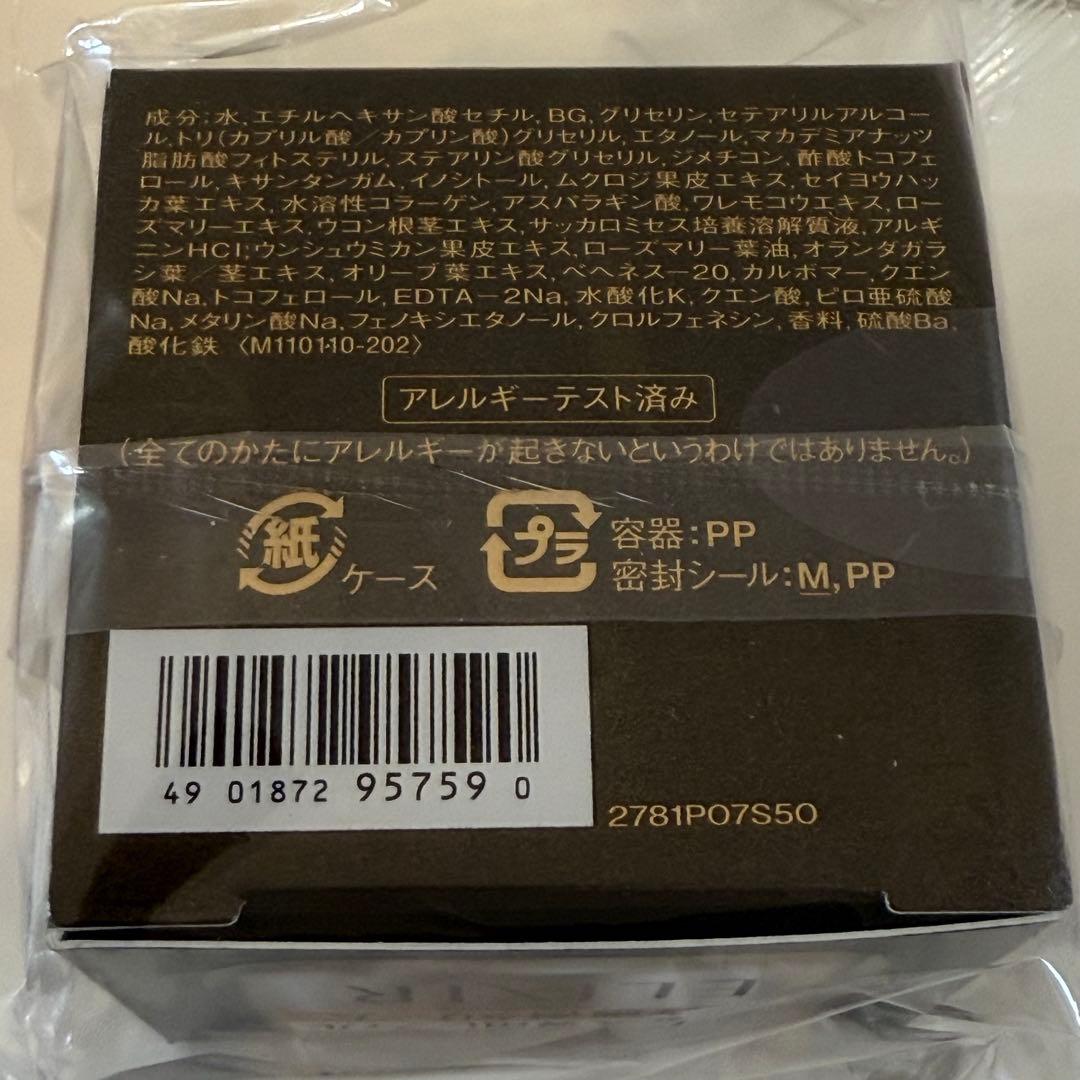 成分:水,エチルヘキサン酸セチル,BG,グリセリン,セテアリルアルコー
ル,トリ(カプリル酸/カプリン酸)グリセリル,エタノール,マカデミアナッツ
脂肪酸フィトステリル,ステアリン酸グリセリル,ジメチコン,酢酸トコフェ
ロール,キサンタンガム,イノシトール,ムクロジ果皮エキス,セイヨウハッ
カ葉エキス,水溶性コラーゲン,アスパラギン酸,ワレモコウエキス,ロー
ズマリーエキス,ウコン根茎エキス,サッカロミセス培養溶解質液,アルギ
ニンHCl,ウンシュウミカン果皮エキス,ローズマリー葉油,オランダガラ
シ葉/茎エキス,オリーブ葉エキス,ベヘネス-20,カルボマー,クエン
酸Na,トコフェロール,EDTA-2Na,水酸化K,クエン酸,ピロ亜硫酸
Na,メタリン酸Na,フェノキシエタノール,クロルフェネシン,香料,硫酸Ba,
酸化鉄 〈M110110-202〉
アレルギーテスト済み
(全てのかたにアレルギーが起きないというわけではありません。)
紙
ケース
プラ
容器:PP
密封シール:M,PP
49 01872 95759 0
2781P07S50